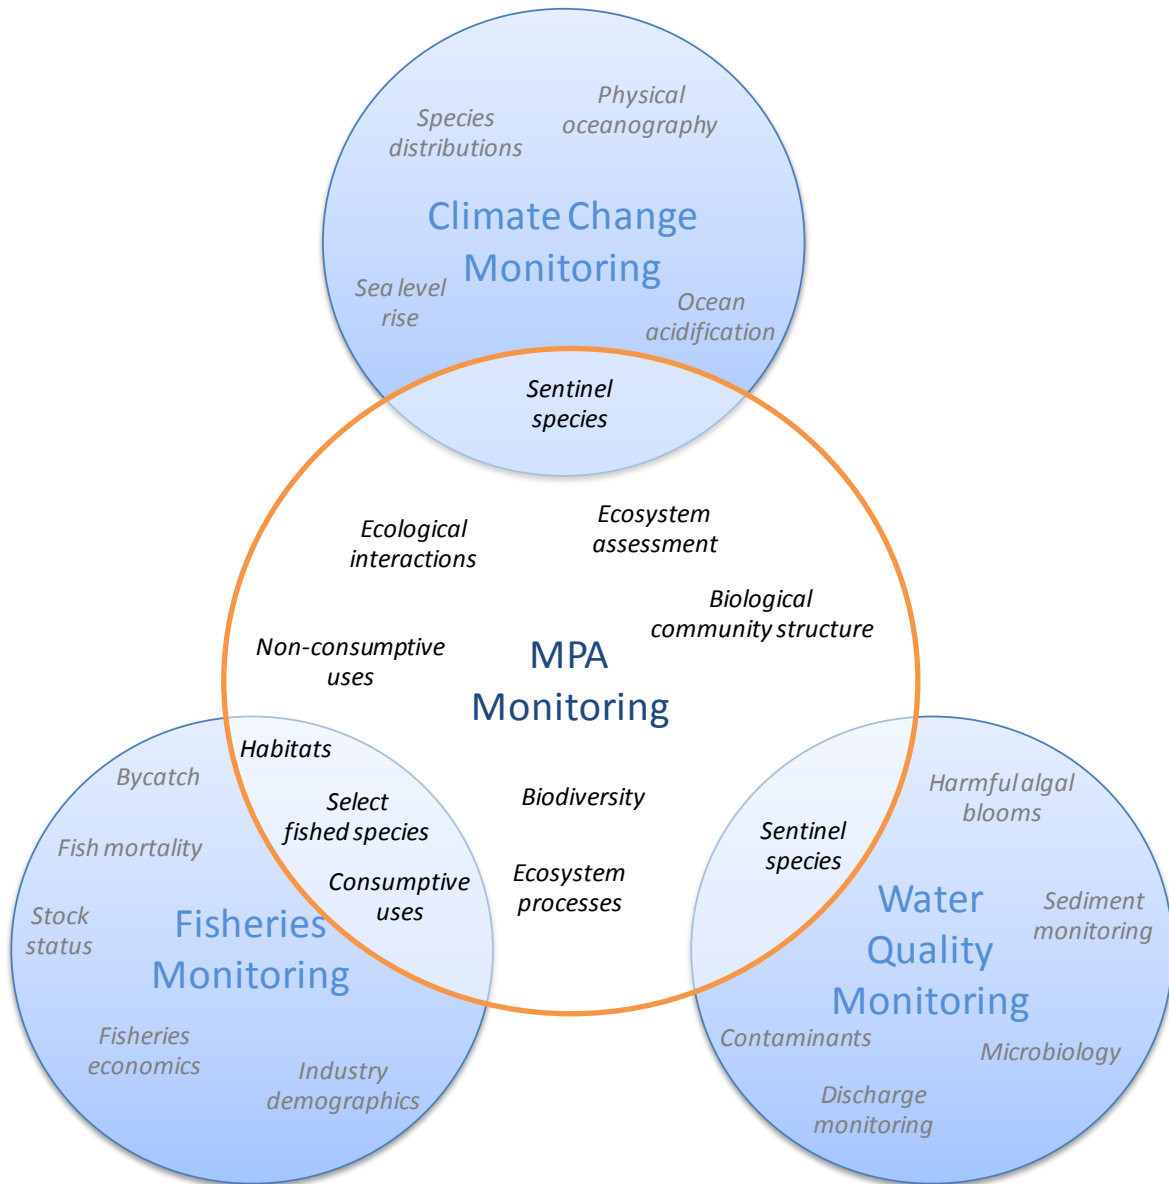 Physical
oceanography
Species
distributions
Climate Change
Monitoring
Sea level
rise
Ocean
acidification
Sentinel
species
Ecological
interactions
Ecosystem
assessment
Biological
community structure
Non-consumptive
uses
MPA
Monitoring
Habitats
Select
fished species
Consumptive
uses
Biodiversity
Ecosystem
processes
Sentinel
species
Bycatch
Fish mortality
Stock
status
Fisheries
Monitoring
Fisheries
economics
Industry
demographics
Harmful algal
blooms
Water
Quality
Monitoring
Sediment
monitoring
Contaminants
Microbiology
Discharge
monitoring